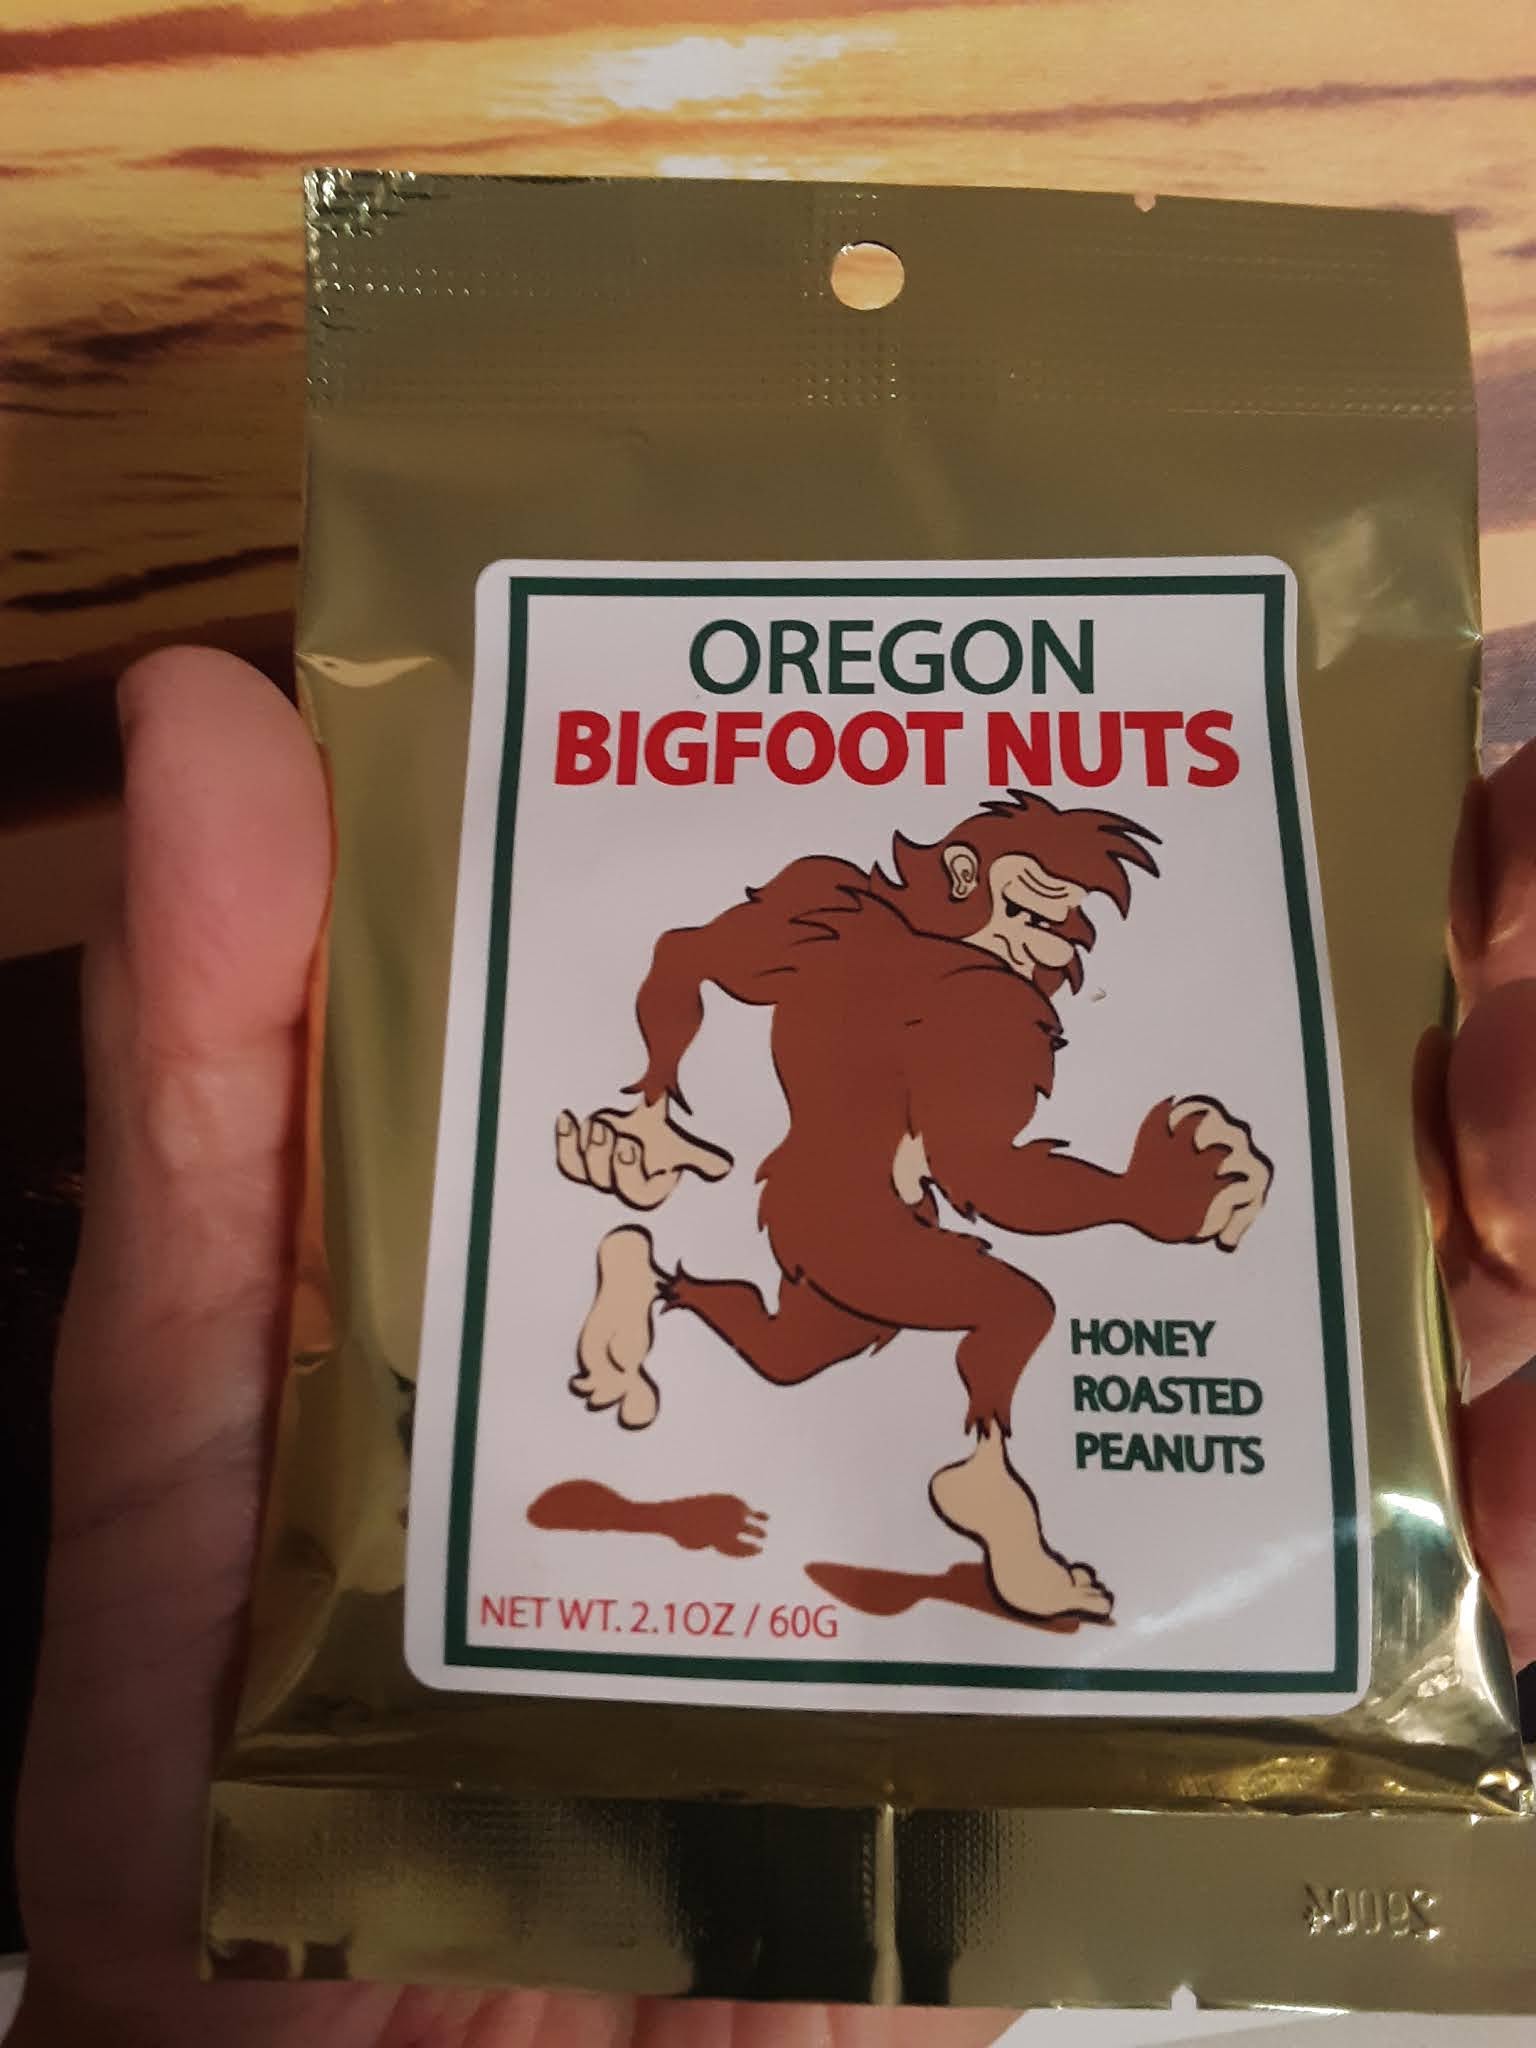 OREGON
BIGFOOT NUTS
HONEY
ROASTED
PEANUTS
NET WT. 2.1OZ / 60G